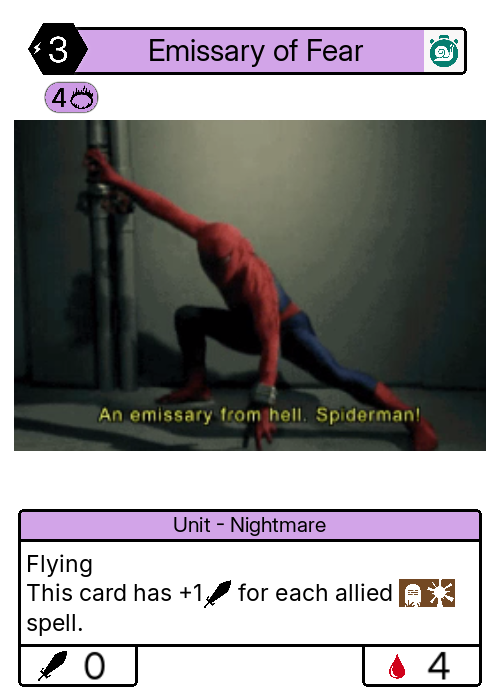 3
Emissary of Fear
4
An emissary from hell. Spiderman!
Unit - Nightmare
Flying
This card has +1 for each allied
spell.
0
4